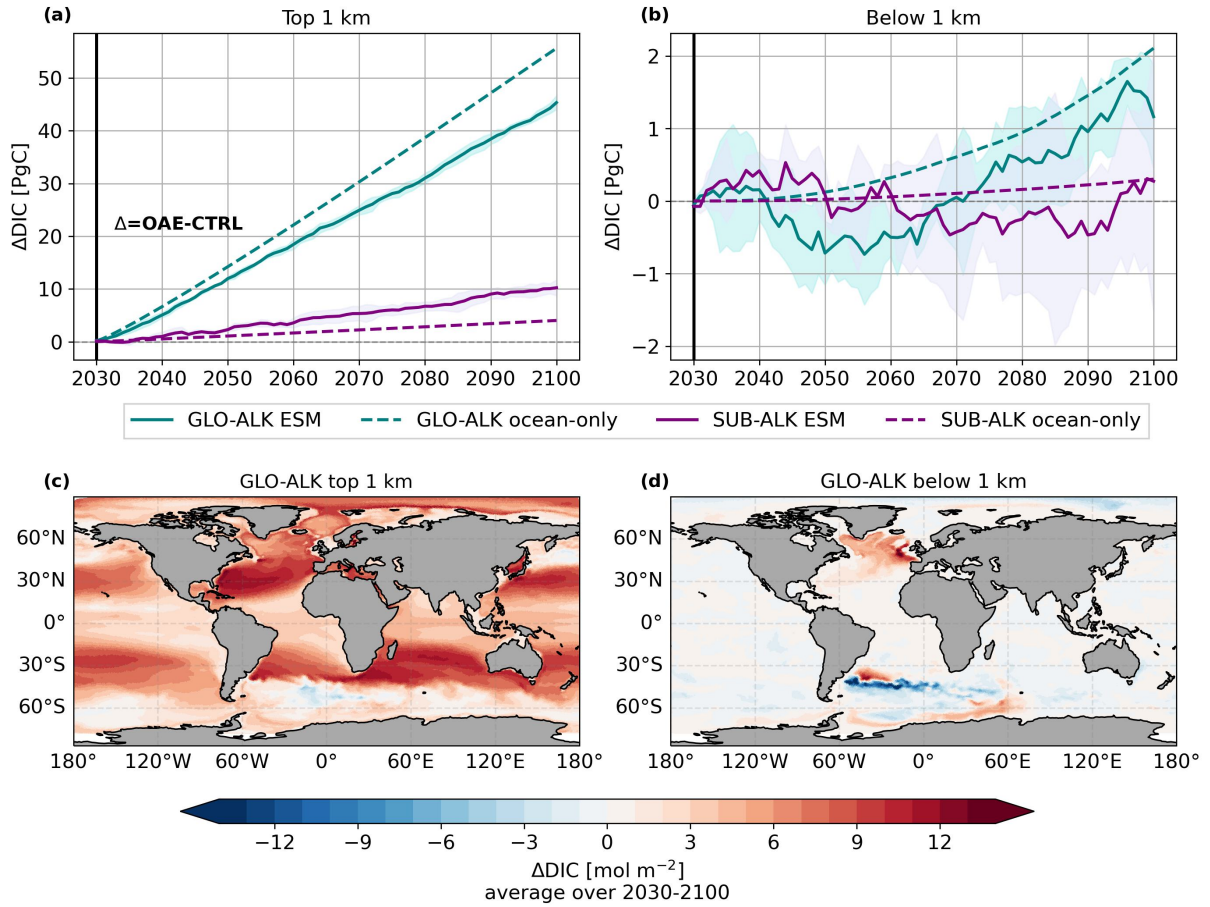 (a) Top 1 km
ΔDIC [PgC]
50
40
30
20
10
0
Δ=OAE-CTRL
2030 2040 2050 2060 2070 2080 2090 2100
(b) Below 1 km
ΔDIC [PgC]
2
1
0
−1
−2
2030 2040 2050 2060 2070 2080 2090 2100
GLO-ALK ESM GLO-ALK ocean-only SUB-ALK ESM SUB-ALK ocean-only
(c) GLO-ALK top 1 km
60°N
30°N
0°
30°S
60°S
180° 120°W 60°W 0° 60°E 120°E 180°
(d) GLO-ALK below 1 km
60°N
30°N
0°
30°S
60°S
180° 120°W 60°W 0° 60°E 120°E 180°
−12 −9 −6 −3 0 3 6 9 12
ΔDIC [mol m⁻²]
average over 2030-2100